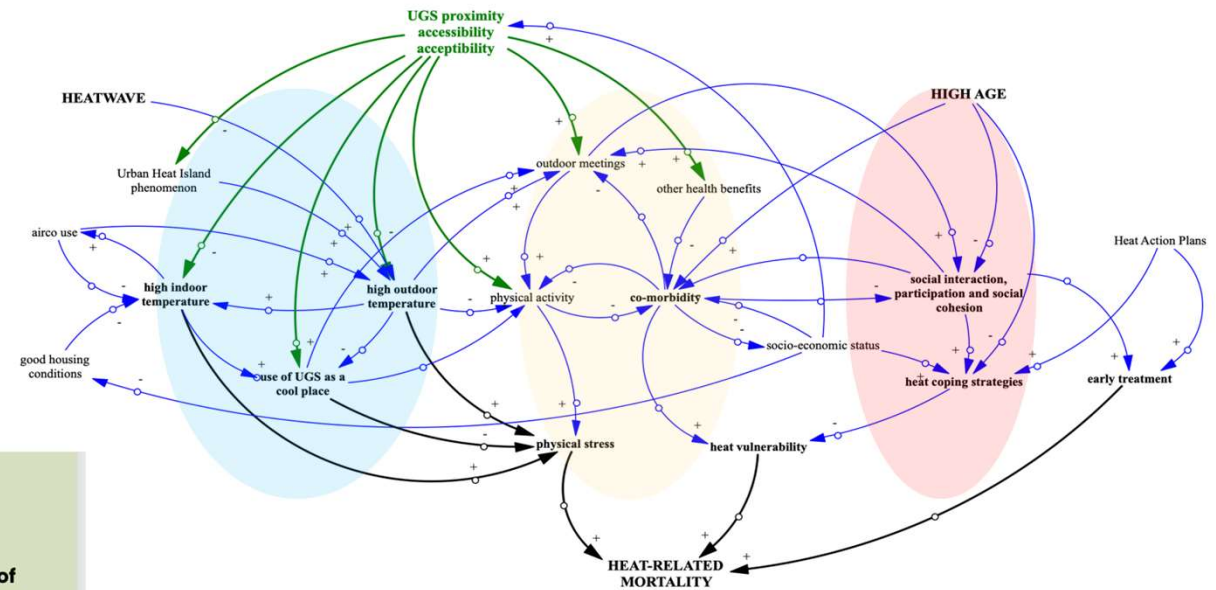 UGS proximity
accessibility
acceptibility
HEATWAVE
HIGH AGE
Urban Heat Island
phenomenon
outdoor meetings
other health benefits
airco use
Heat Action Plans
high indoor
temperature
high outdoor
temperature
physical activity
co-morbidity
social interaction,
participation and social
cohesion
good housing
conditions
use of UGS as a
cool place
socio-economic status
heat coping strategies
early treatment
physical stress
heat vulnerability
HEAT-RELATED
MORTALITY
of